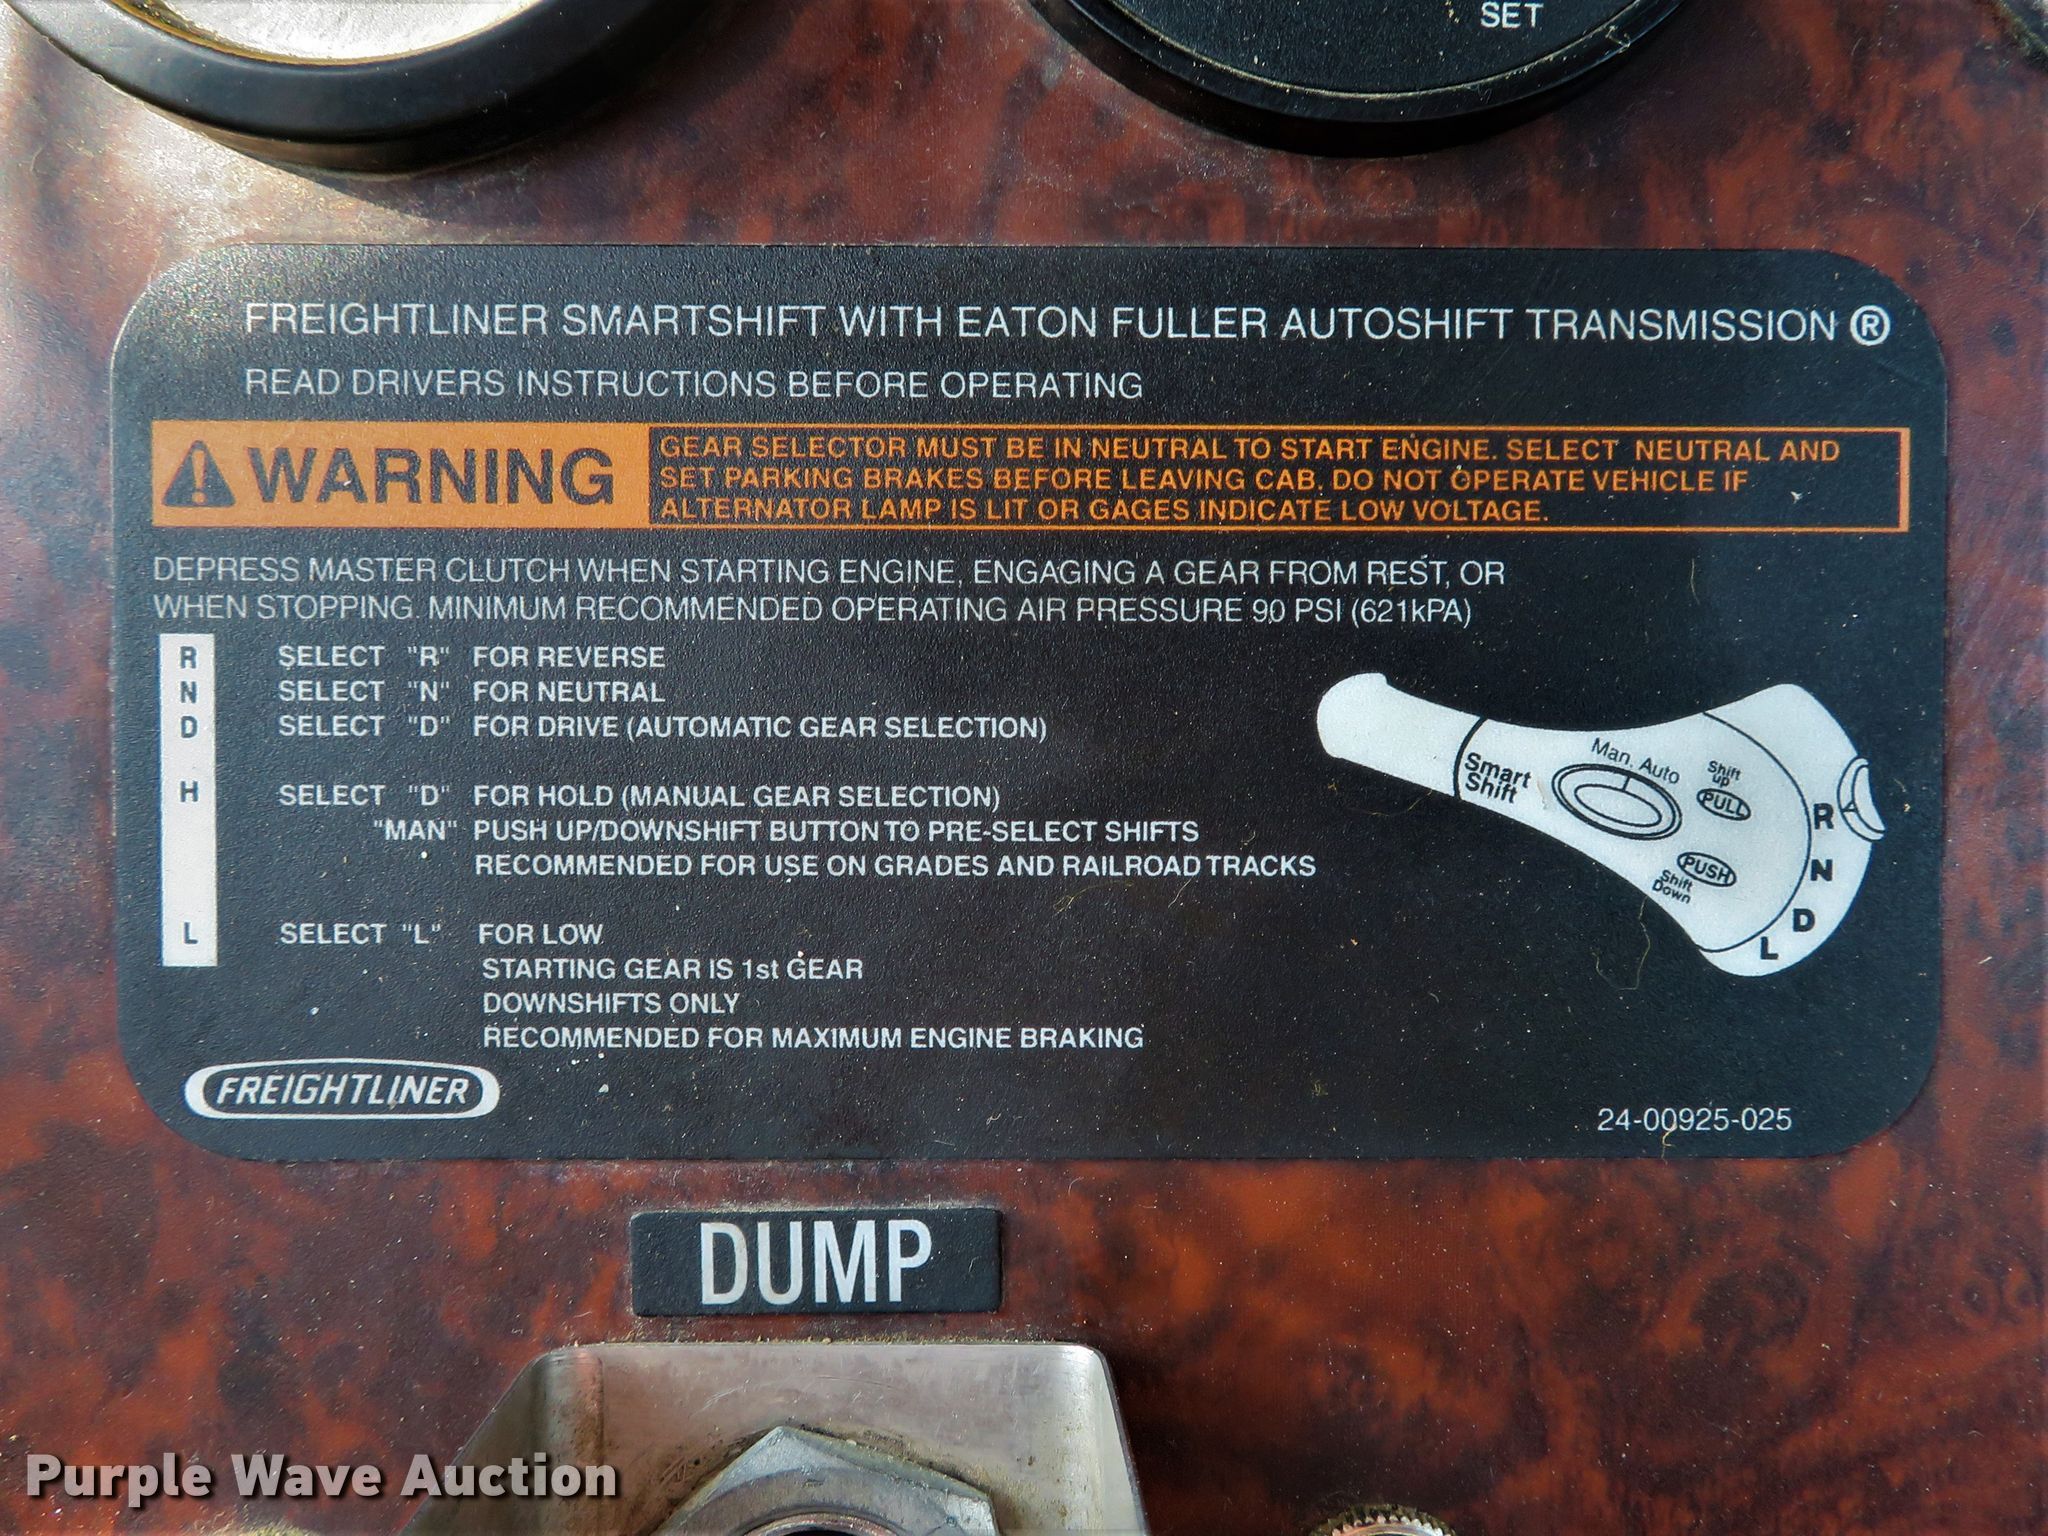 SET
FREIGHTLINER SMARTSHIFT WITH EATON FULLER AUTOSHIFT TRANSMISSION ®
READ DRIVERS INSTRUCTIONS BEFORE OPERATING
WARNING
GEAR SELECTOR MUST BE IN NEUTRAL TO START ENGINE. SELECT NEUTRAL AND
SET PARKING BRAKES BEFORE LEAVING CAB. DO NOT OPERATE VEHICLE IF
ALTERNATOR LAMP IS LIT OR GAGES INDICATE LOW VOLTAGE.
DEPRESS MASTER CLUTCH WHEN STARTING ENGINE, ENGAGING A GEAR FROM REST, OR
WHEN STOPPING. MINIMUM RECOMMENDED OPERATING AIR PRESSURE 90 PSI (621kPA)
R SELECT "R" FOR REVERSE
N SELECT "N" FOR NEUTRAL
D SELECT "D" FOR DRIVE (AUTOMATIC GEAR SELECTION)
H SELECT "D" FOR HOLD (MANUAL GEAR SELECTION)
"MAN" PUSH UP/DOWNSHIFT BUTTON TO PRE-SELECT SHIFTS
RECOMMENDED FOR USE ON GRADES AND RAILROAD TRACKS
L SELECT "L" FOR LOW
STARTING GEAR IS 1st GEAR
DOWNSHIFTS ONLY
RECOMMENDED FOR MAXIMUM ENGINE BRAKING
Smart
Shift
Man. Auto
Shift
up
PULL
PUSH
Shift
Down
R
N
D
L
FREIGHTLINER
24-00925-025
DUMP
Purple Wave Auction